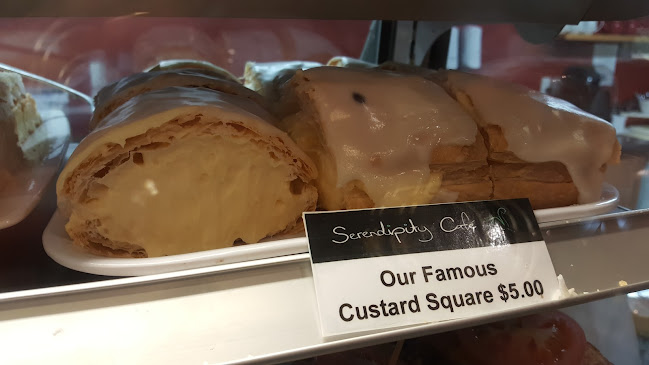 Serendipity Cafe
Our Famous
Custard Square $5.00